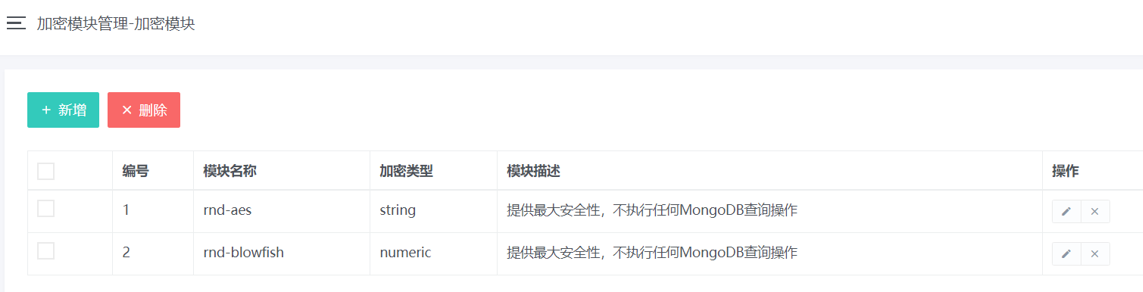 加密模块管理-加密模块
+ 新增 × 删除
编号 模块名称 加密类型 模块描述 操作
1 rnd-aes string 提供最大安全性，不执行任何MongoDB查询操作
2 rnd-blowfish numeric 提供最大安全性，不执行任何MongoDB查询操作